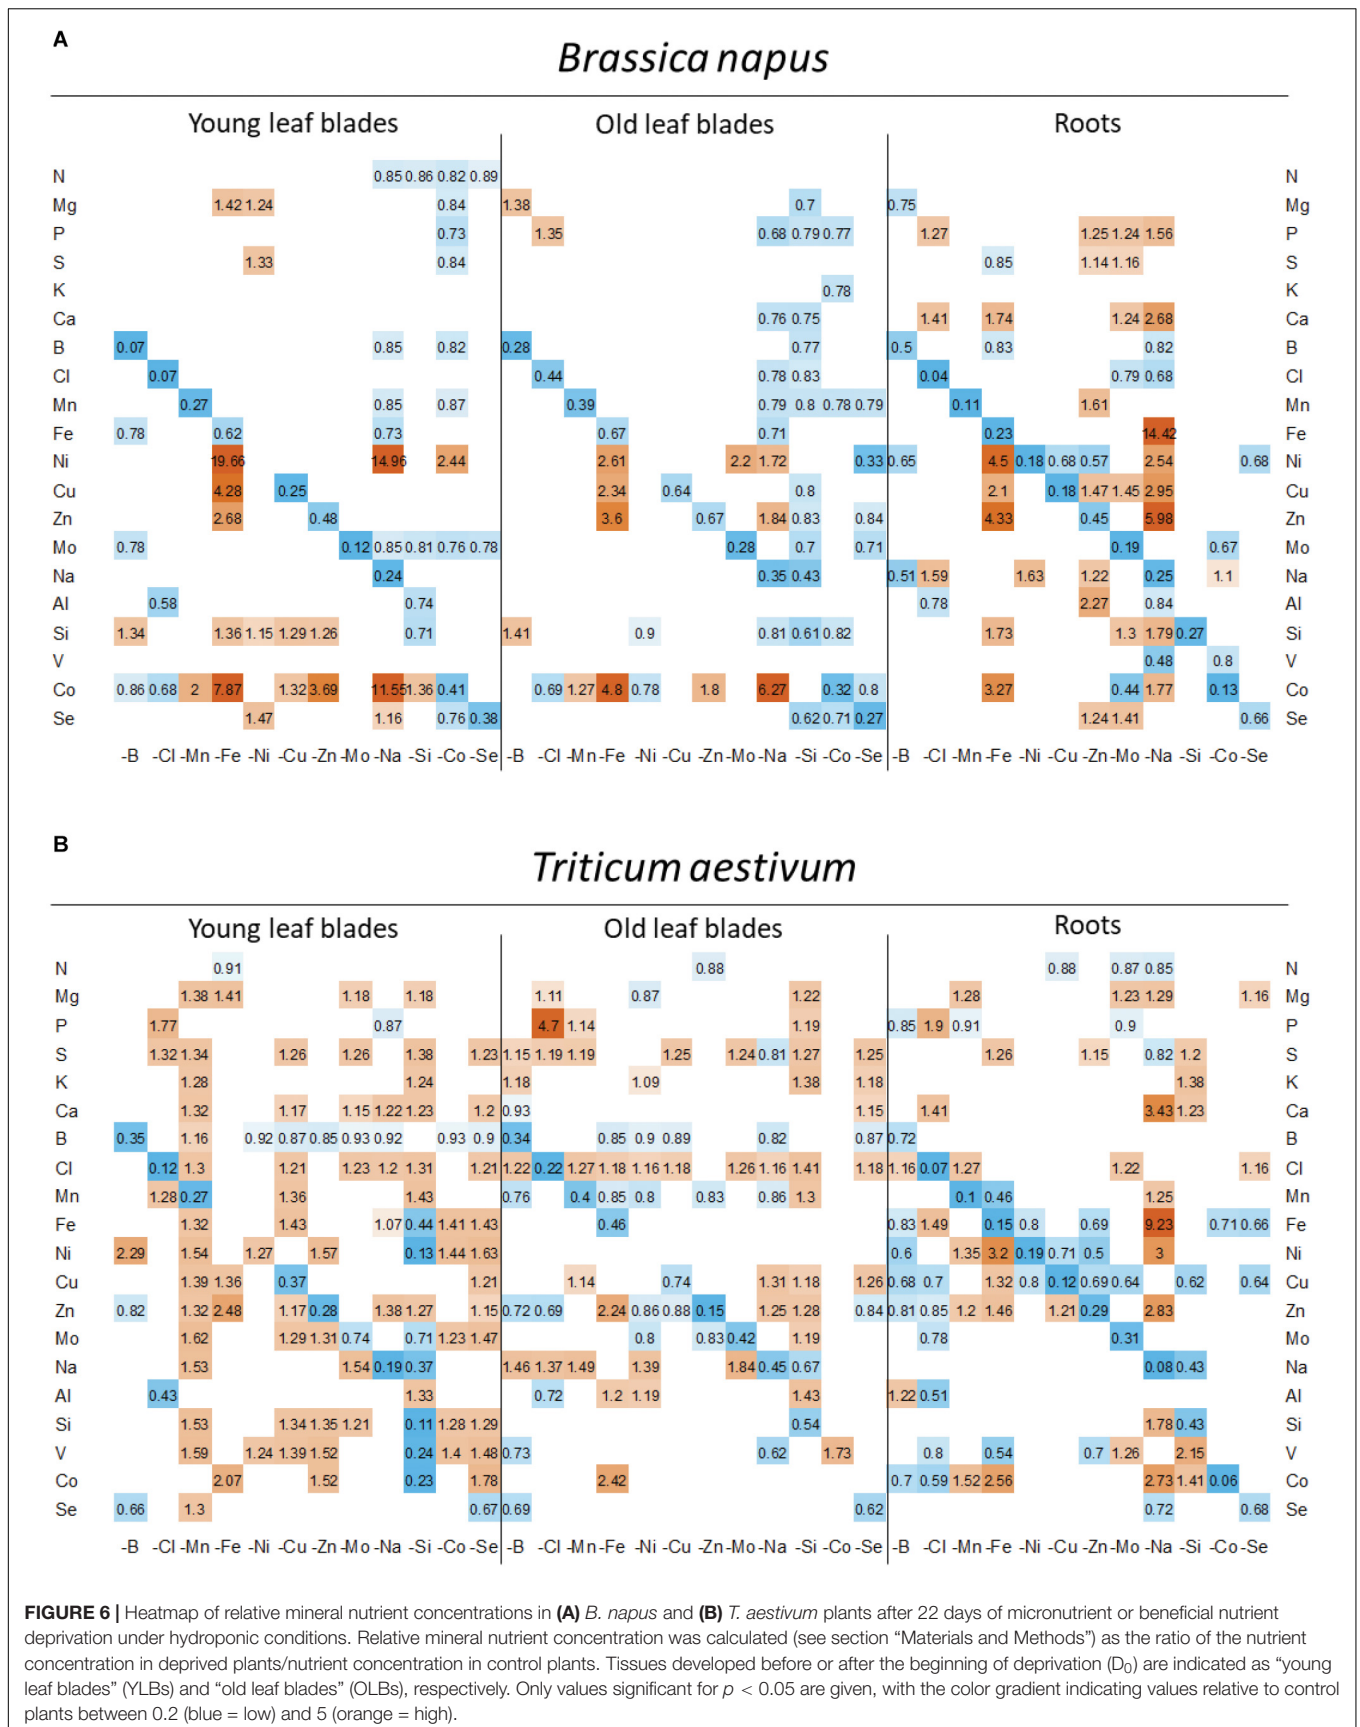 A
Brassica napus
Young leaf blades Old leaf blades Roots
N 0.85 0.86 0.82 0.89 N
Mg 1.42 1.24 0.84 1.38 0.7 0.75 Mg
P 0.73 1.35 0.68 0.79 0.77 1.27 1.25 1.24 1.56 P
S 1.33 0.84 0.85 1.14 1.16 S
K 0.78 K
Ca 0.76 0.75 1.41 1.74 1.24 2.68 Ca
B 0.07 0.85 0.82 0.28 0.77 0.5 0.83 0.82 B
Cl 0.07 0.44 0.78 0.83 0.04 0.79 0.68 Cl
Mn 0.27 0.85 0.87 0.39 0.79 0.8 0.78 0.79 0.11 1.61 Mn
Fe 0.78 0.62 0.73 0.67 0.71 0.23 14.42 Fe
Ni 19.66 14.96 2.44 2.61 2.2 1.72 0.33 0.65 4.5 0.18 0.68 0.57 2.54 0.68 Ni
Cu 4.28 0.25 2.34 0.64 0.8 2.1 0.18 1.47 1.45 2.95 Cu
Zn 2.68 0.48 3.6 0.67 1.84 0.83 0.84 4.33 0.45 5.98 Zn
Mo 0.78 0.12 0.85 0.81 0.76 0.78 0.28 0.7 0.71 0.19 0.67 Mo
Na 0.24 0.35 0.43 0.51 1.59 1.63 1.22 0.25 1.1 Na
Al 0.58 0.74 0.78 2.27 0.84 Al
Si 1.34 1.36 1.15 1.29 1.26 0.71 1.41 0.9 0.81 0.61 0.82 1.73 1.3 1.79 0.27 Si
V 0.48 0.8 V
Co 0.86 0.68 2 7.87 1.32 3.69 11.55 1.36 0.41 0.69 1.27 4.8 0.78 1.8 6.27 0.32 0.8 3.27 0.44 1.77 0.13 Co
Se 1.47 1.16 0.76 0.38 0.62 0.71 0.27 1.24 1.41 0.66 Se
-B -Cl -Mn -Fe -Ni -Cu -Zn -Mo -Na -Si -Co -Se -B -Cl -Mn -Fe -Ni -Cu -Zn -Mo -Na -Si -Co -Se -B -Cl -Mn -Fe -Ni -Cu -Zn -Mo -Na -Si -Co -Se
B
Triticum aestivum
Young leaf blades Old leaf blades Roots
N 0.91 0.88 0.88 0.87 0.85 N
Mg 1.38 1.41 1.18 1.18 1.11 0.87 1.22 1.28 1.23 1.29 1.16 Mg
P 1.77 0.87 4.7 1.14 1.19 0.85 1.9 0.91 0.9 P
S 1.32 1.34 1.26 1.26 1.38 1.23 1.15 1.19 1.19 1.25 1.24 0.81 1.27 1.25 1.26 1.15 0.82 1.2 S
K 1.28 1.24 1.18 1.09 1.38 1.18 1.38 K
Ca 1.32 1.17 1.15 1.22 1.23 1.2 0.93 1.15 1.41 3.43 1.23 Ca
B 0.35 1.16 0.92 0.87 0.85 0.93 0.92 0.93 0.9 0.34 0.85 0.9 0.89 0.82 0.87 0.72 B
Cl 0.12 1.3 1.21 1.23 1.2 1.31 1.21 1.22 0.22 1.27 1.18 1.16 1.18 1.26 1.16 1.41 1.18 1.16 0.07 1.27 1.22 1.16 Cl
Mn 1.28 0.27 1.36 1.43 0.76 0.4 0.85 0.8 0.83 0.86 1.3 0.1 0.46 1.25 Mn
Fe 1.32 1.43 1.07 0.44 1.41 1.43 0.46 0.83 1.49 0.15 0.8 0.69 9.23 0.71 0.66 Fe
Ni 2.29 1.54 1.27 1.57 0.13 1.44 1.63 0.6 1.35 3.2 0.19 0.71 0.5 3 Ni
Cu 1.39 1.36 0.37 1.21 1.14 0.74 1.31 1.18 1.26 0.68 0.7 1.32 0.8 0.12 0.69 0.64 0.62 0.64 Cu
Zn 0.82 1.32 2.48 1.17 0.28 1.38 1.27 1.15 0.72 0.69 2.24 0.86 0.88 0.15 1.25 1.28 0.84 0.81 0.85 1.2 1.46 1.21 0.29 2.83 Zn
Mo 1.62 1.29 1.31 0.74 0.71 1.23 1.47 0.8 0.83 0.42 1.19 0.78 0.31 Mo
Na 1.53 1.54 0.19 0.37 1.46 1.37 1.49 1.39 1.84 0.45 0.67 0.08 0.43 Na
Al 0.43 1.33 0.72 1.2 1.19 1.43 1.22 0.51 Al
Si 1.53 1.34 1.35 1.21 0.11 1.28 1.29 0.54 1.78 0.43 Si
V 1.59 1.24 1.39 1.52 0.24 1.4 1.48 0.73 0.62 1.73 0.8 0.54 0.7 1.26 2.15 V
Co 2.07 1.52 0.23 1.78 2.42 0.7 0.59 1.52 2.56 2.73 1.41 0.06 Co
Se 0.66 1.3 0.67 0.69 0.62 0.72 0.68 Se
-B -Cl -Mn -Fe -Ni -Cu -Zn -Mo -Na -Si -Co -Se -B -Cl -Mn -Fe -Ni -Cu -Zn -Mo -Na -Si -Co -Se -B -Cl -Mn -Fe -Ni -Cu -Zn -Mo -Na -Si -Co -Se
FIGURE 6 | Heatmap of relative mineral nutrient concentrations in (A) B. napus and (B) T. aestivum plants after 22 days of micronutrient or beneficial nutrient
deprivation under hydroponic conditions. Relative mineral nutrient concentration was calculated (see section “Materials and Methods”) as the ratio of the nutrient
concentration in deprived plants/nutrient concentration in control plants. Tissues developed before or after the beginning of deprivation (D0) are indicated as “young
leaf blades” (YLBs) and “old leaf blades” (OLBs), respectively. Only values significant for p < 0.05 are given, with the color gradient indicating values relative to control
plants between 0.2 (blue = low) and 5 (orange = high).